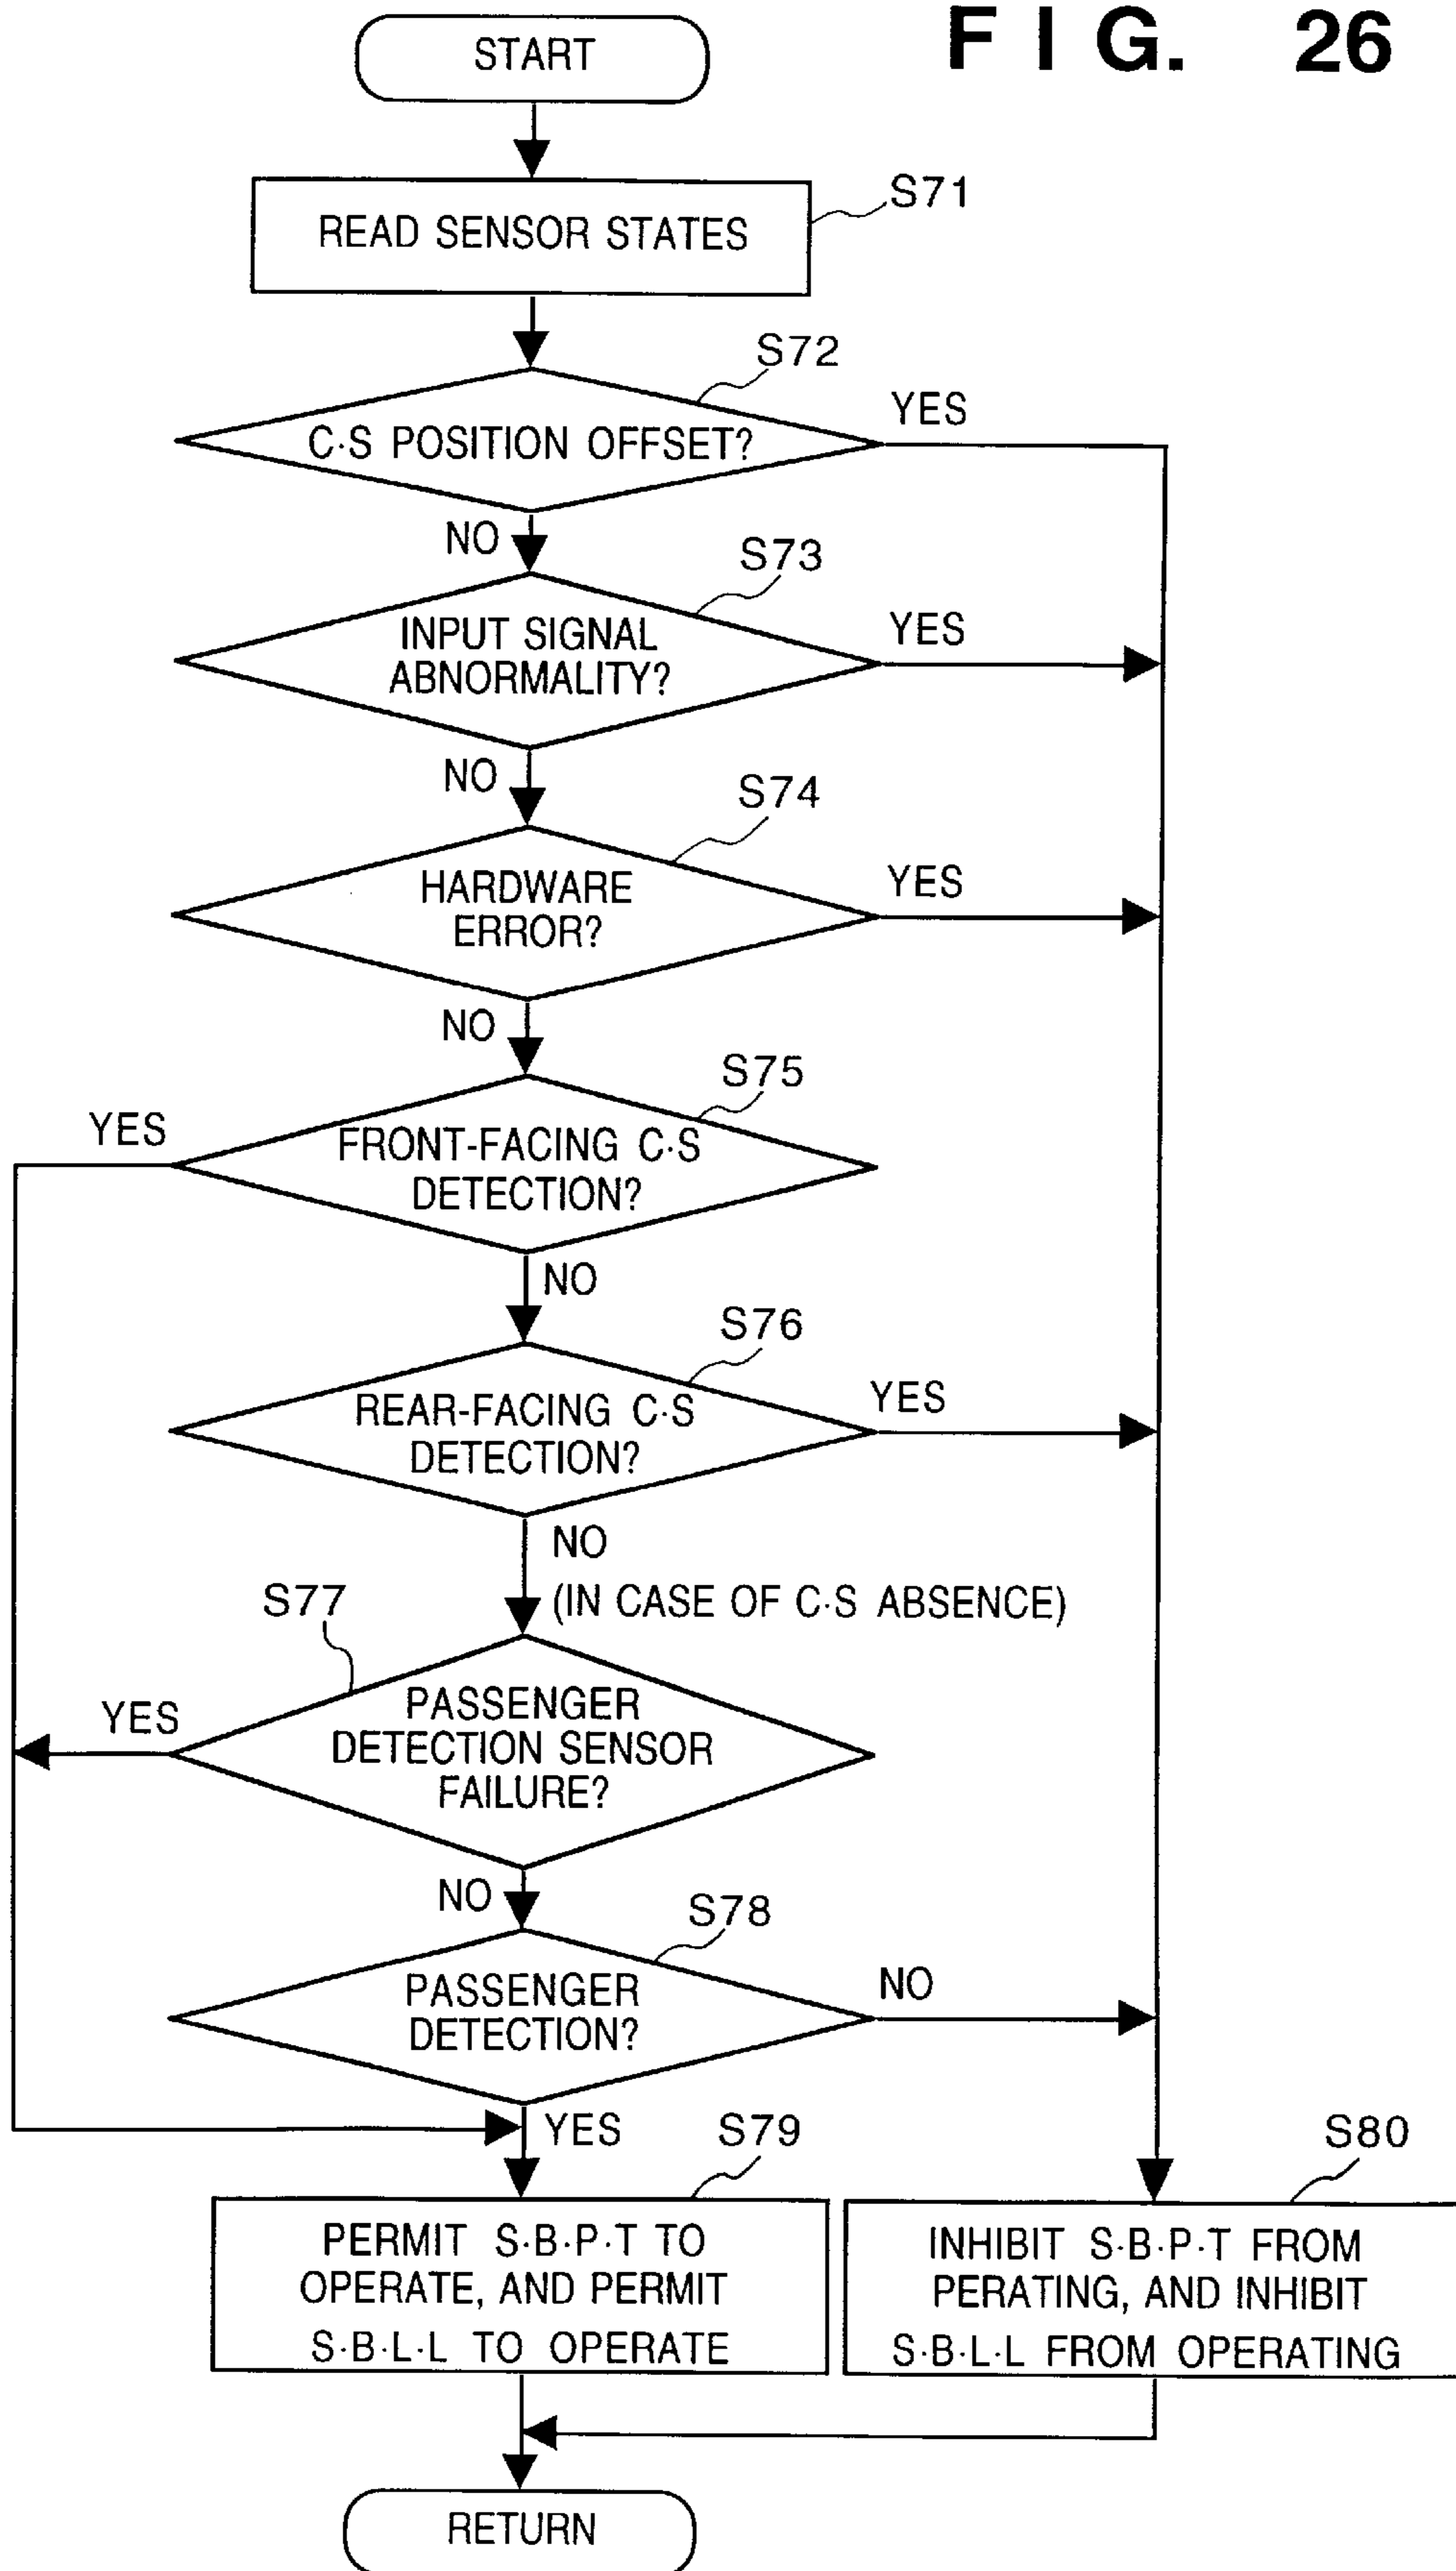 FIG. 26
START
READ SENSOR STATES
S71
S72
C·S POSITION OFFSET?
YES
NO
S73
INPUT SIGNAL
ABNORMALITY?
YES
NO
S74
HARDWARE
ERROR?
YES
NO
S75
YES
FRONT-FACING C·S
DETECTION?
NO
S76
REAR-FACING C·S
DETECTION?
YES
NO
(IN CASE OF C·S ABSENCE)
S77
YES
PASSENGER
DETECTION SENSOR
FAILURE?
NO
S78
PASSENGER
DETECTION?
NO
YES
S79
PERMIT S·B·P·T TO
OPERATE, AND PERMIT
S·B·L·L TO OPERATE
S80
INHIBIT S·B·P·T FROM
PERATING, AND INHIBIT
S·B·L·L FROM OPERATING
RETURN